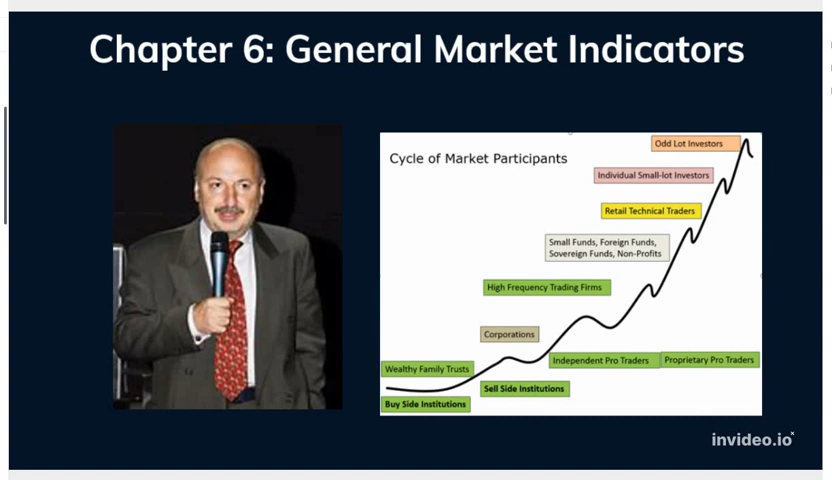 Chapter 6: General Market Indicators
Cycle of Market Participants
Odd Lot Investors
Individual Small-lot Investors
Retail Technical Traders
Small Funds, Foreign Funds,
Sovereign Funds, Non-Profits
High Frequency Trading Firms
Corporations
Independent Pro Traders
Proprietary Pro Traders
Wealthy Family Trusts
Sell Side Institutions
Buy Side Institutions
invideo.io